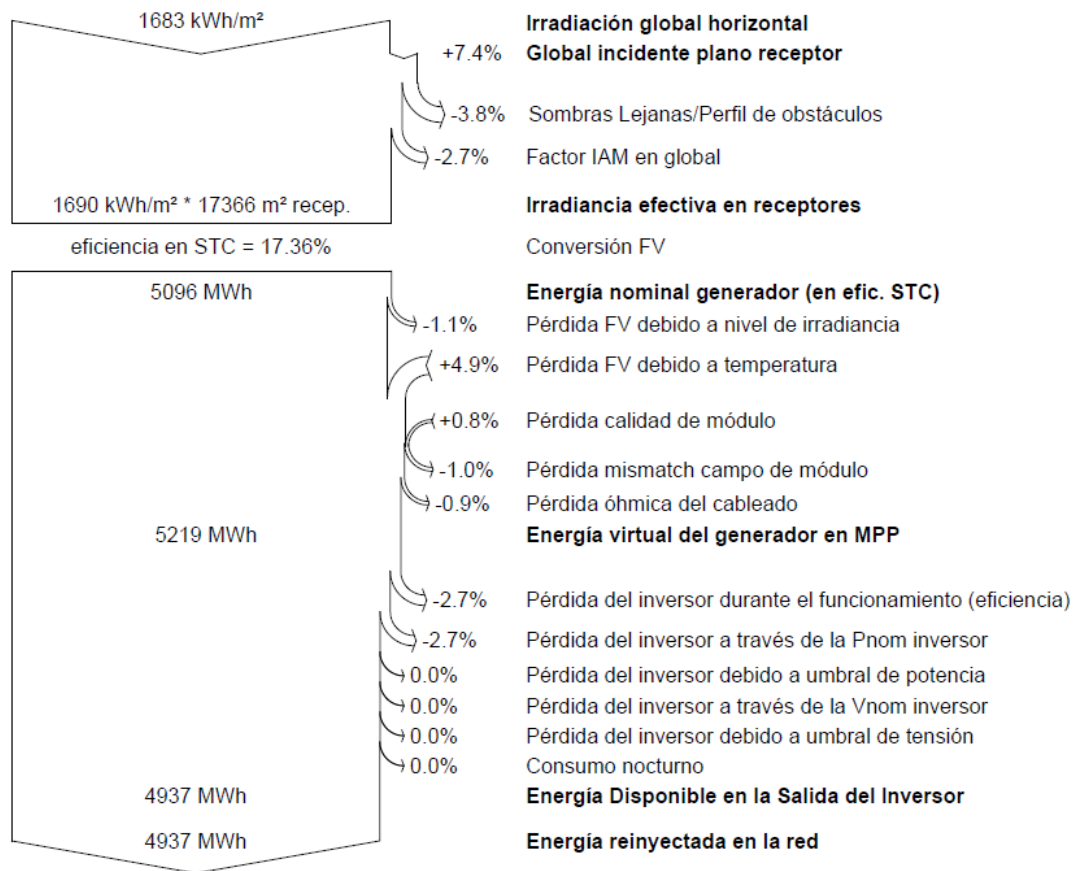 1683 kWh/m² Irradiación global horizontal
+7.4% Global incidente plano receptor
-3.8% Sombras Lejanas/Perfil de obstáculos
-2.7% Factor IAM en global
1690 kWh/m² * 17366 m² recep. Irradiancia efectiva en receptores
eficiencia en STC = 17.36% Conversión FV
5096 MWh Energía nominal generador (en efic. STC)
-1.1% Pérdida FV debido a nivel de irradiancia
+4.9% Pérdida FV debido a temperatura
+0.8% Pérdida calidad de módulo
-1.0% Pérdida mismatch campo de módulo
-0.9% Pérdida óhmica del cableado
5219 MWh Energía virtual del generador en MPP
-2.7% Pérdida del inversor durante el funcionamiento (eficiencia)
-2.7% Pérdida del inversor a través de la Pnom inversor
0.0% Pérdida del inversor debido a umbral de potencia
0.0% Pérdida del inversor a través de la Vnom inversor
0.0% Pérdida del inversor debido a umbral de tensión
0.0% Consumo nocturno
4937 MWh Energía Disponible en la Salida del Inversor
4937 MWh Energía reinyectada en la red